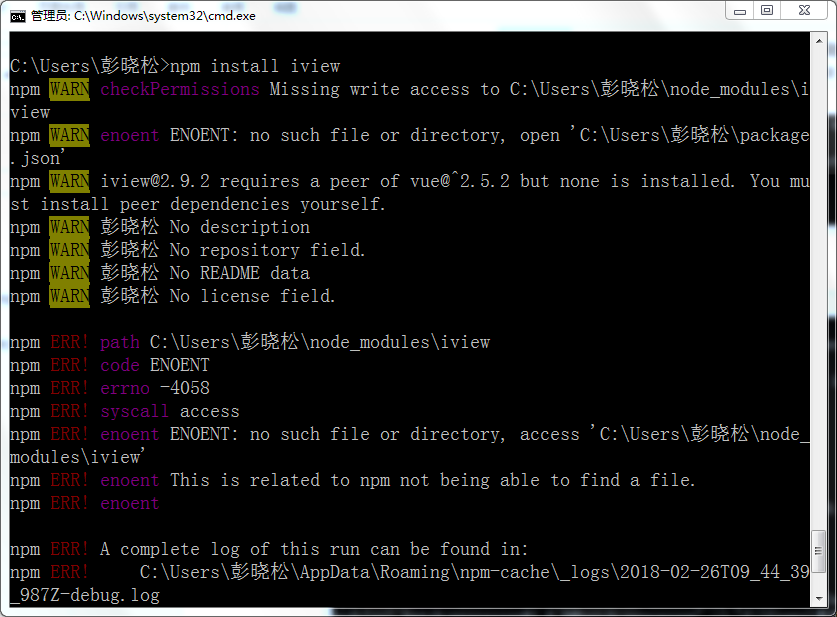 管理员: C:\Windows\system32\cmd.exe
C:\Users\彭晓松>npm install iview
npm WARN checkPermissions Missing write access to C:\Users\彭晓松\node_modules\i
view
npm WARN enoent ENOENT: no such file or directory, open 'C:\Users\彭晓松\package
.json'
npm WARN iview@2.9.2 requires a peer of vue@^2.5.2 but none is installed. You mu
st install peer dependencies yourself.
npm WARN 彭晓松 No description
npm WARN 彭晓松 No repository field.
npm WARN 彭晓松 No README data
npm WARN 彭晓松 No license field.
npm ERR! path C:\Users\彭晓松\node_modules\iview
npm ERR! code ENOENT
npm ERR! errno -4058
npm ERR! syscall access
npm ERR! enoent ENOENT: no such file or directory, access 'C:\Users\彭晓松\node_
modules\iview'
npm ERR! enoent This is related to npm not being able to find a file.
npm ERR! enoent
npm ERR! A complete log of this run can be found in:
npm ERR!     C:\Users\彭晓松\AppData\Roaming\npm-cache\_logs\2018-02-26T09_44_39
_987Z-debug.log